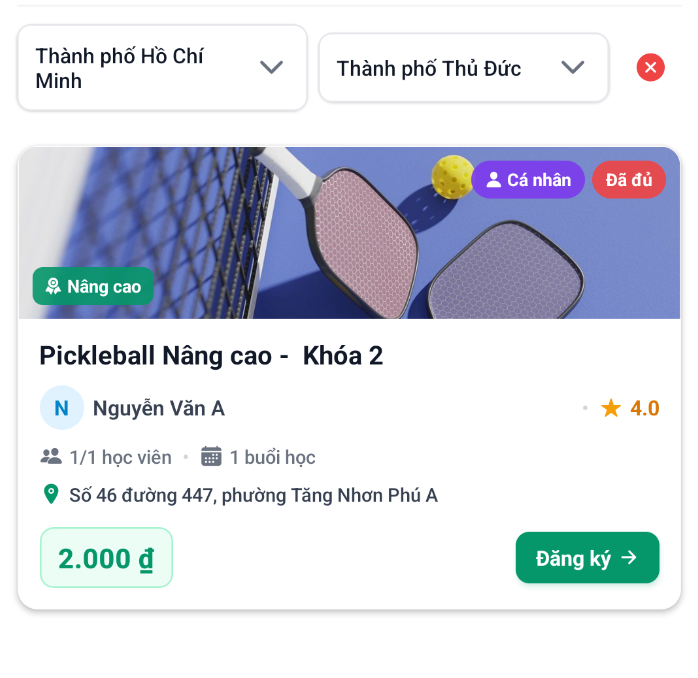 Thành phố Hồ Chí
Minh
Thành phố Thủ Đức
Cá nhân
Đã đủ
Nâng cao
Pickleball Nâng cao - Khóa 2
N
Nguyễn Văn A
4.0
1/1 học viên • 1 buổi học
Số 46 đường 447, phường Tăng Nhơn Phú A
2.000 ₫
Đăng ký →